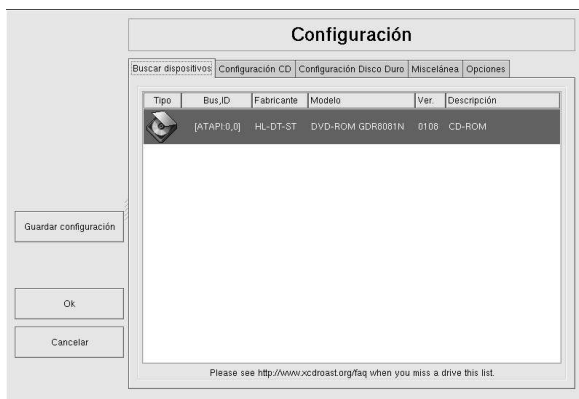 Configuración
Buscar dispositivos Configuración CD Configuración Disco Duro Miscelánea Opciones
Tipo Bus,ID Fabricante Modelo Ver. Descripción
[ATAPI:0,0] HL-DT-ST DVD-ROM GDR8081N 0108 CD-ROM
Guardar configuración
Ok
Cancelar
Please see http://www.xcdroast.org/faq when you miss a drive this list.